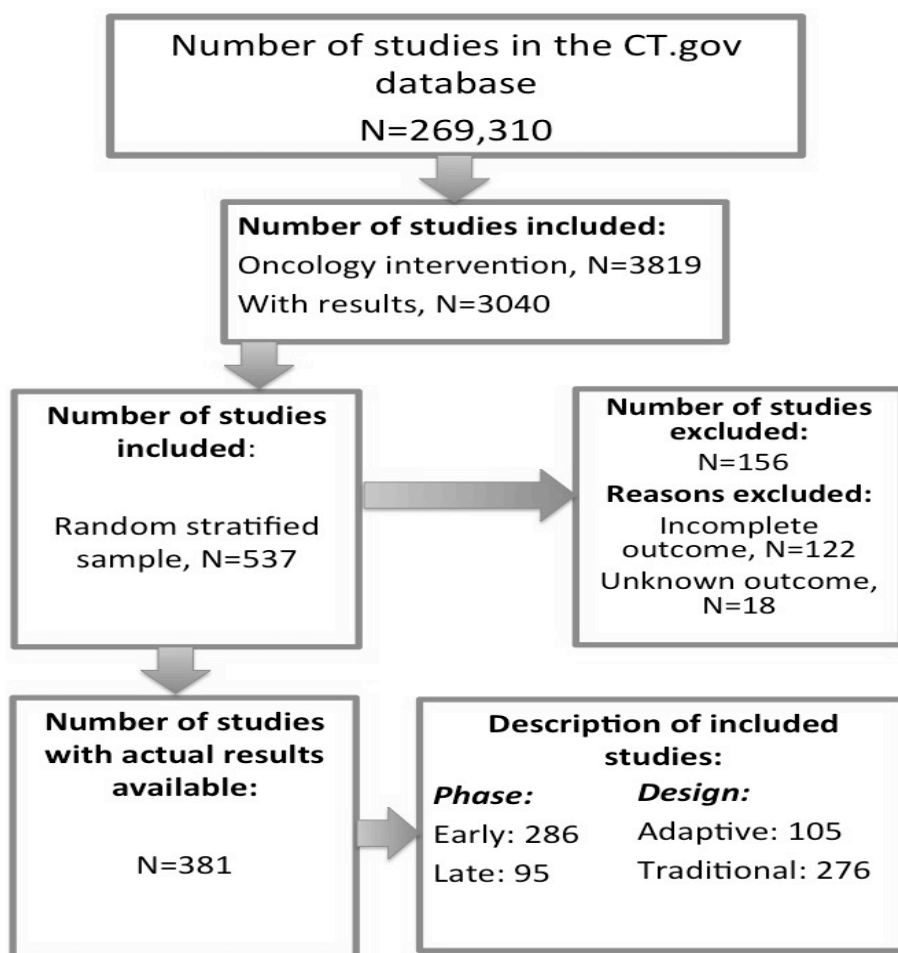 Number of studies in the CT.gov
database
N=269,310
Number of studies included:
Oncology intervention, N=3819
With results, N=3040
Number of studies
included:
Random stratified
sample, N=537
Number of studies
excluded:
N=156
Reasons excluded:
Incomplete
outcome, N=122
Unknown outcome,
N=18
Number of studies
with actual results
available:
N=381
Description of included
studies:
Phase:
Early: 286
Late: 95
Design:
Adaptive: 105
Traditional: 276